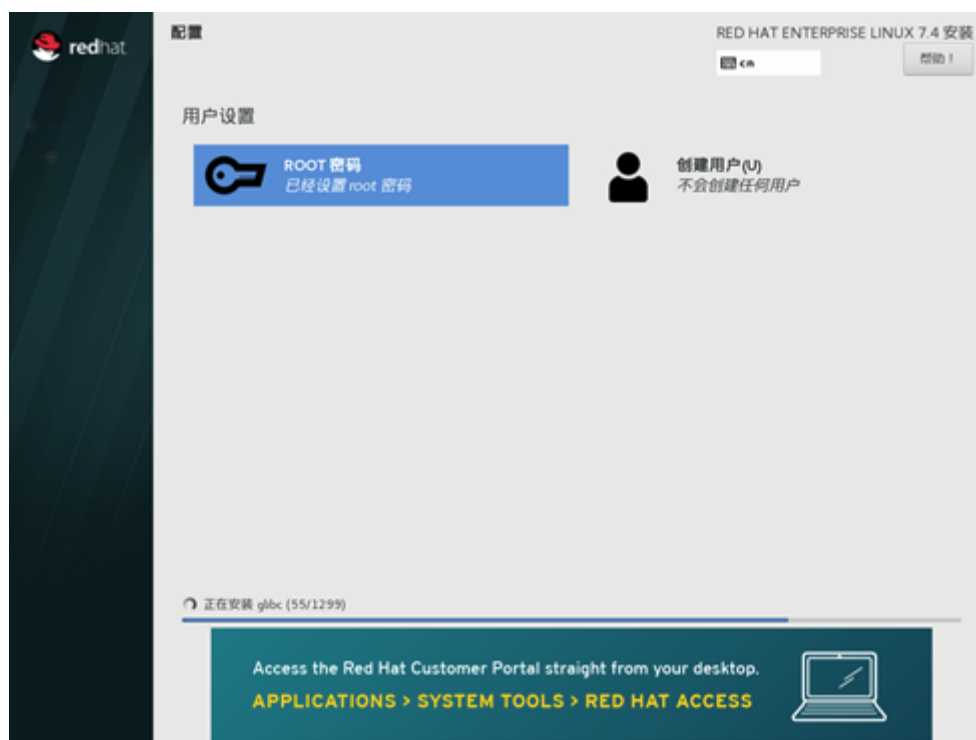 redhat
配置
RED HAT ENTERPRISE LINUX 7.4 安装
cn
帮助！
用户设置
ROOT 密码
已经设置 root 密码
创建用户(U)
不会创建任何用户
正在安装 glibc (55/1299)
Access the Red Hat Customer Portal straight from your desktop.
APPLICATIONS > SYSTEM TOOLS > RED HAT ACCESS